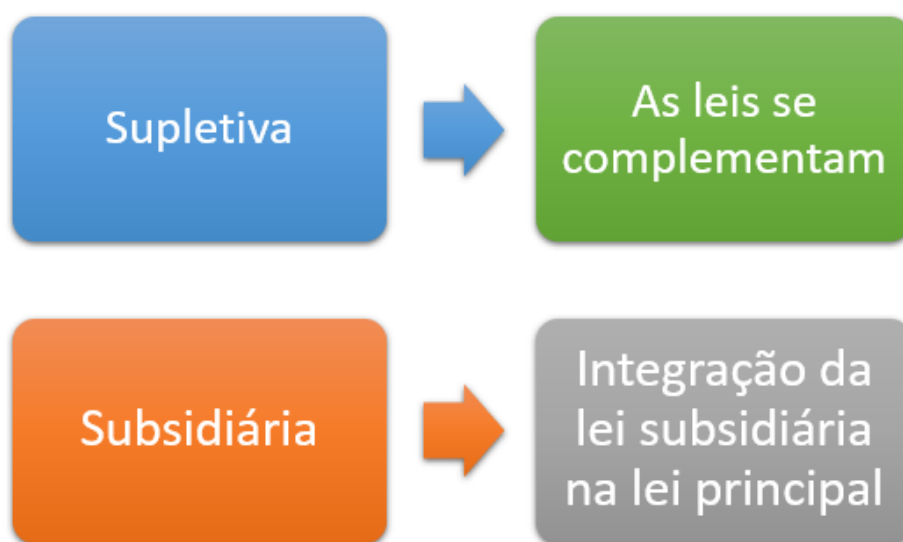 Supletiva
As leis se
complementam
Subsidiária
Integração da
lei subsidiária
na lei principal